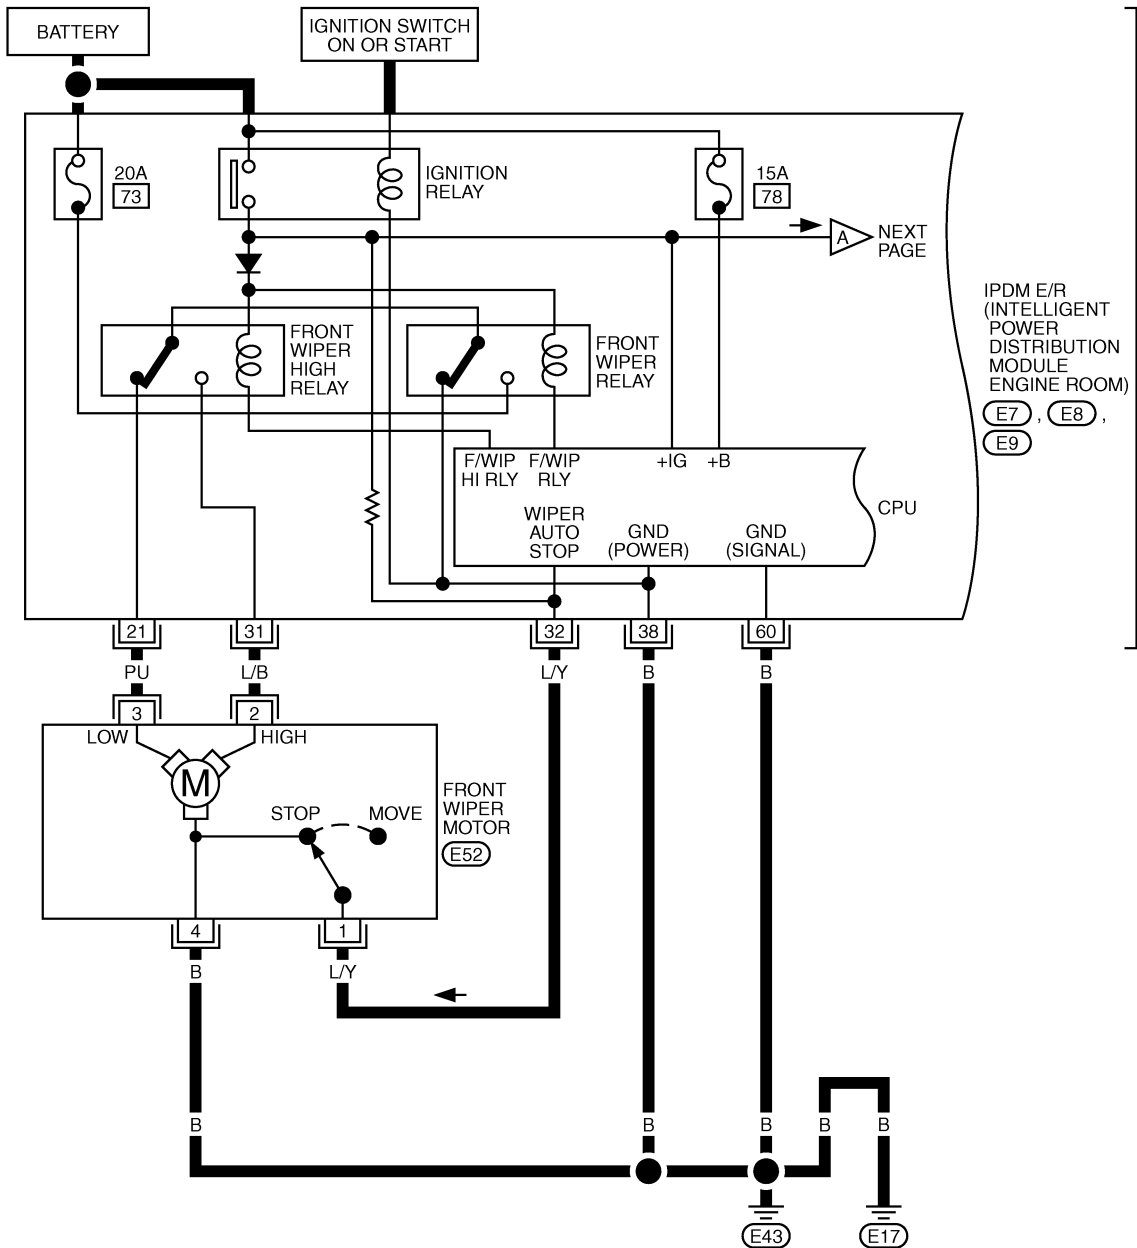 BATTERY
IGNITION SWITCH
ON OR START
20A
73
IGNITION
RELAY
15A
78
A
NEXT
PAGE
IPDM E/R
(INTELLIGENT
POWER
DISTRIBUTION
MODULE
ENGINE ROOM)
E7 , E8 ,
E9
FRONT
WIPER
HIGH
RELAY
FRONT
WIPER
RELAY
F/WIP
HI RLY
F/WIP
RLY
+IG
+B
CPU
WIPER
AUTO
STOP
GND
(POWER)
GND
(SIGNAL)
21
31
32
38
60
PU
L/B
L/Y
B
B
3
2
LOW
HIGH
M
STOP
MOVE
FRONT
WIPER
MOTOR
E52
4
1
B
L/Y
B
B
B
B
B
E43
E17